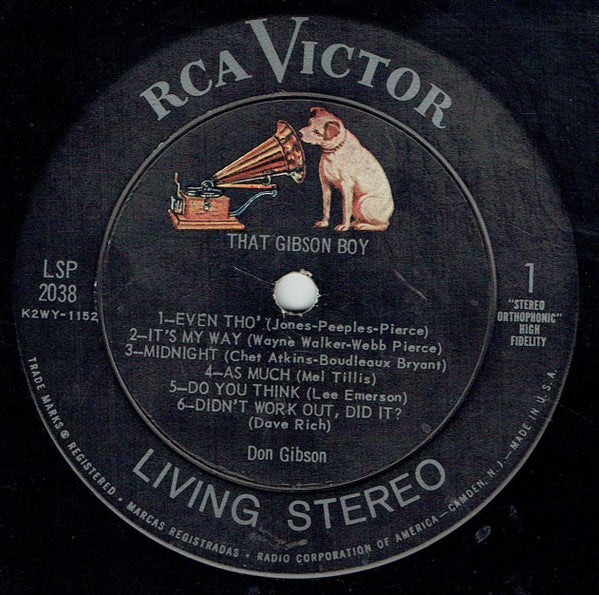 RCA VICTOR
THAT GIBSON BOY
LSP
2038
K2WY-1152
1
"STEREO
ORTHOPHONIC"
HIGH
FIDELITY
1—EVEN THO' (Jones-Peeples-Pierce)
2—IT'S MY WAY (Wayne Walker-Webb Pierce)
3—MIDNIGHT (Chet Atkins-Boudleaux Bryant)
4—AS MUCH (Mel Tillis)
5—DO YOU THINK (Lee Emerson)
6—DIDN'T WORK OUT, DID IT?
(Dave Rich)
Don Gibson
LIVING STEREO
TRADE MARKS ® REGISTERED • MARCAS REGISTRADAS • RADIO CORPORATION OF AMERICA—CAMDEN, N. J.—MADE IN U.S.A.